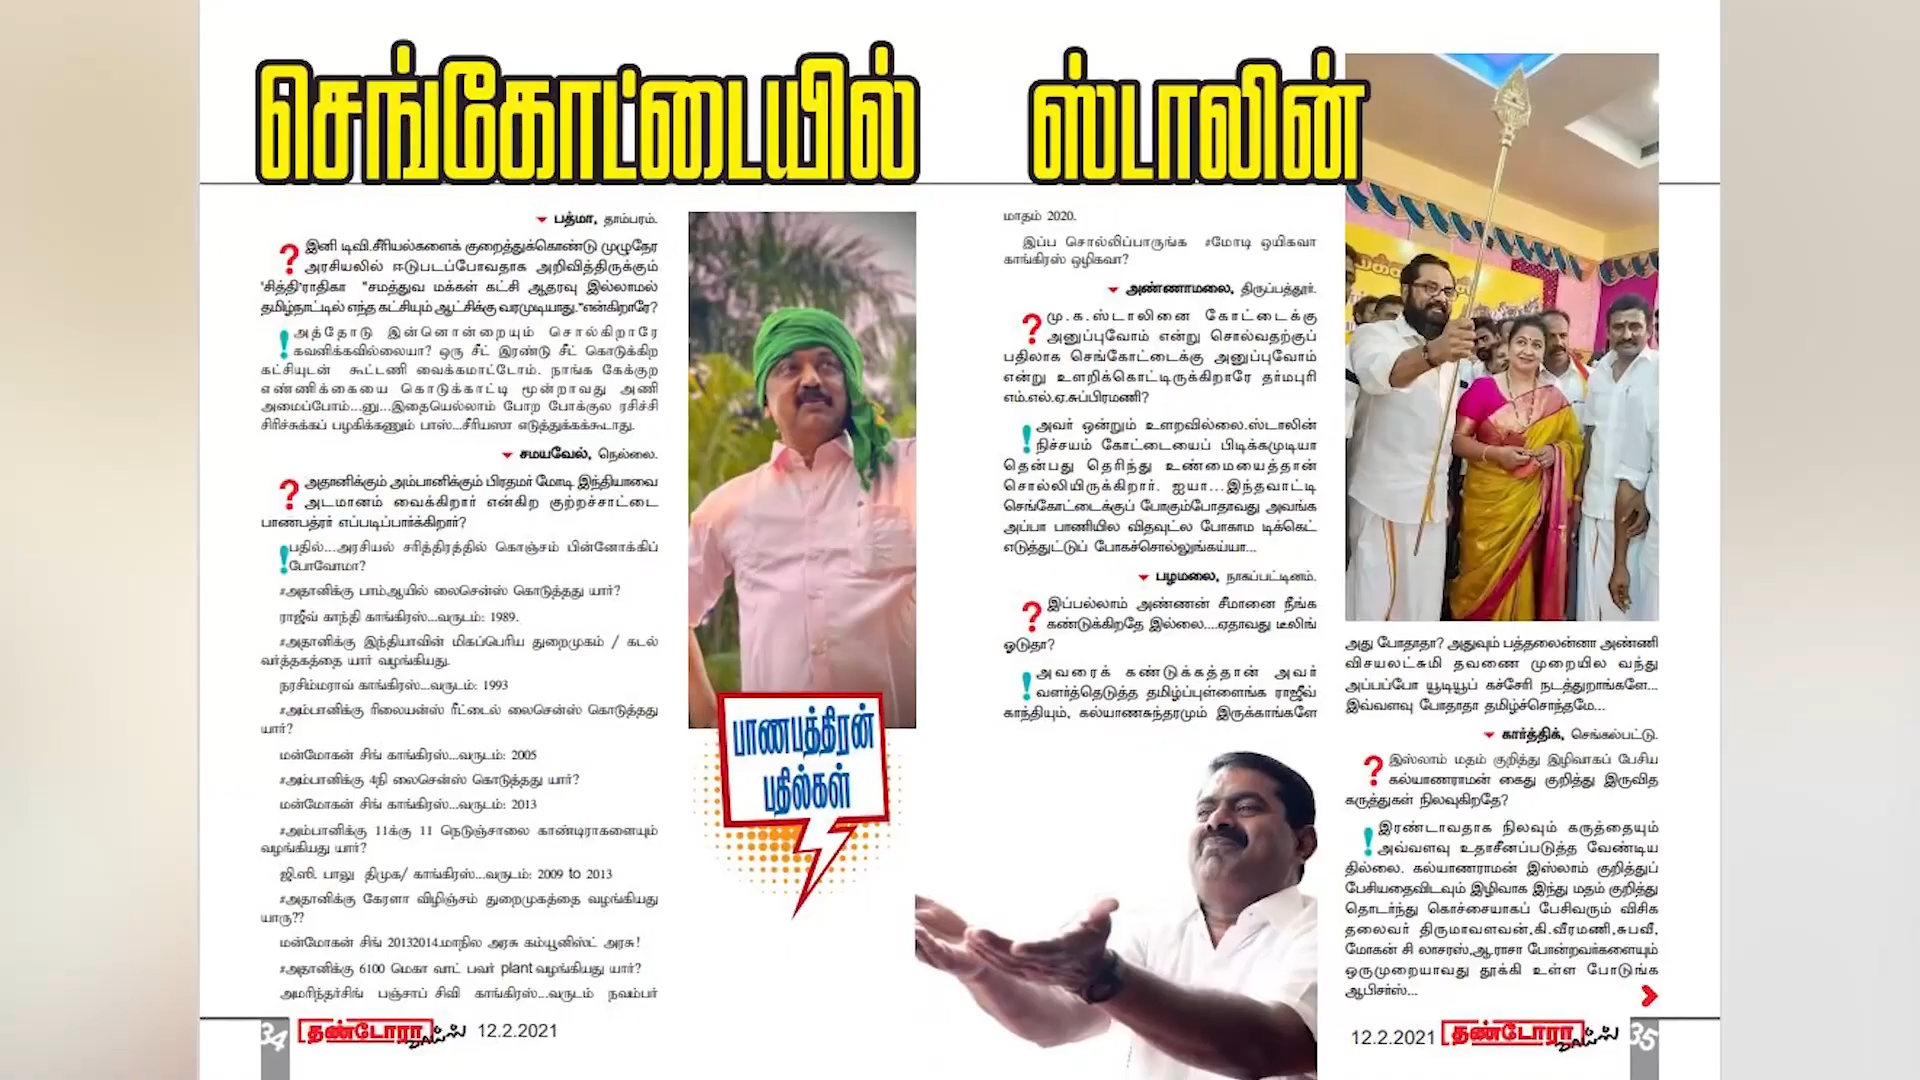 செங்கோட்டையில் ஸ்டாலின்
பத்மா, தாம்பரம்.
? இனி டி.வி.சீரியல்களைக் குறைத்துக்கொண்டு முழுநேர
அரசியலில் ஈடுபடப்போவதாக அறிவித்திருக்கும்
'சித்தி'ராதிகா "சமத்துவ மக்கள் கட்சி ஆதரவு இல்லாமல்
தமிழ்நாட்டில் எந்த கட்சியும் ஆட்சிக்கு வரமுடியாது."என்கிறாரே?
! அத்தோடு இன்னொன்றையும் சொல்கிறாரே
கவனிக்கவில்லையா? ஒரு சீட் இரண்டு சீட் கொடுக்கிற
கட்சியுடன் கூட்டணி வைக்கமாட்டோம். நாங்க கேக்குற
எண்ணிக்கையை கொடுக்காட்டி மூன்றாவது அணி
அமைப்போம்...னு...இதையெல்லாம் போற போக்குல ரசிச்சி
சிரிச்சுக்கப் பழகிக்கணும் பாஸ்...சீரியஸா எடுத்துக்கக்கூடாது.
சமயவேல், நெல்லை.
? அதானிக்கும் அம்பானிக்கும் பிரதமர் மோடி இந்தியாவை
அடமானம் வைக்கிறார் என்கிற குற்றச்சாட்டை
பாணபத்ரர் எப்படிப்பார்க்கிறார்?
! பதில்...அரசியல் சரித்திரத்தில் கொஞ்சம் பின்னோக்கிப்
போவோமா?
#அதானிக்கு பாம்ஆயில் லைசென்ஸ் கொடுத்தது யார்?
ராஜீவ் காந்தி காங்கிரஸ்...வருடம்: 1989.
#அதானிக்கு இந்தியாவின் மிகப்பெரிய துறைமுகம் / கடல்
வர்த்தகத்தை யார் வழங்கியது.
நரசிம்மராவ் காங்கிரஸ்...வருடம்: 1993
#அம்பானிக்கு ரிலையன்ஸ் ரீட்டைல் லைசென்ஸ் கொடுத்தது
யார்?
மன்மோகன் சிங் காங்கிரஸ்...வருடம்: 2005
#அம்பானிக்கு 4நி லைசென்ஸ் கொடுத்தது யார்?
மன்மோகன் சிங் காங்கிரஸ்...வருடம்: 2013
#அம்பானிக்கு 11க்கு 11 நெடுஞ்சாலை காண்டிராகளையும்
வழங்கியது யார்?
ஜி.ஸி. பாலு திமுக/ காங்கிரஸ்...வருடம்: 2009 to 2013
#அதானிக்கு கேரளா விழிஞ்சம் துறைமுகத்தை வழங்கியது
யாரு??
மன்மோகன் சிங் 20132014.மாநில அரசு கம்யூனிஸ்ட் அரசு!
#அதானிக்கு 6100 மெகா வாட் பவர் plant வழங்கியது யார்?
அமரிந்தர்சிங் பஞ்சாப் சிவி காங்கிரஸ்...வருடம் நவம்பர்
34 தண்டோரா வாய்ஸ் 12.2.2021
பாணபத்திரன்
பதில்கள்
மாதம் 2020.
இப்ப சொல்லிப்பாருங்க #மோடி ஒயிகவா
காங்கிரஸ் ஒழிகவா?
அண்ணாமலை, திருப்பத்தூர்.
? மு.க.ஸ்டாலினை கோட்டைக்கு
அனுப்புவோம் என்று சொல்வதற்குப்
பதிலாக செங்கோட்டைக்கு அனுப்புவோம்
என்று உளறிக்கொட்டிருக்கிறாரே தர்மபுரி
எம்.எல்.ஏ.சுப்பிரமணி?
! அவர் ஒன்றும் உளறவில்லை.ஸ்டாலின்
நிச்சயம் கோட்டையைப் பிடிக்கமுடியா
தென்பது தெரிந்து உண்மையைத்தான்
சொல்லியிருக்கிறார். ஐயா...இந்தவாட்டி
செங்கோட்டைக்குப் போகும்போதாவது அவங்க
அப்பா பாணியில விதவுட்ல போகாம டிக்கெட்
எடுத்துட்டுப் போகச்சொல்லுங்கய்யா...
பழமலை, நாகப்பட்டினம்.
? இப்பல்லாம் அண்ணன் சீமானை நீங்க
கண்டுக்கிறதே இல்லை....ஏதாவது டீலிங்
ஓடுதா?
! அவரைக் கண்டுக்கத்தான் அவர்
வளர்த்தெடுத்த தமிழ்ப்புள்ளைங்க ராஜீவ்
காந்தியும், கல்யாணசுந்தரமும் இருக்காங்களே
அது போதாதா? அதுவும் பத்தலைன்னா அண்ணி
விசயலட்சுமி தவணை முறையில வந்து
அப்பப்போ யூடியூப் கச்சேரி நடத்துறாங்களே...
இவ்வளவு போதாதா தமிழ்ச்சொந்தமே...
கார்த்திக், செங்கல்பட்டு.
? இஸ்லாம் மதம் குறித்து இழிவாகப் பேசிய
கல்யாணராமன் கைது குறித்து இருவித
கருத்துகள் நிலவுகிறதே?
! இரண்டாவதாக நிலவும் கருத்தையும்
அவ்வளவு உதாசீனப்படுத்த வேண்டிய
தில்லை. கல்யாணராமன் இஸ்லாம் குறித்துப்
பேசியதைவிடவும் இழிவாக இந்து மதம் குறித்து
தொடர்ந்து கொச்சையாகப் பேசிவரும் விசிக
தலைவர் திருமாவளவன்,கி.வீரமணி,சுபவீ,
மோகன் சி லாசரஸ்,ஆ.ராசா போன்றவர்களையும்
ஒருமுறையாவது தூக்கி உள்ள போடுங்க
ஆபிசர்ஸ்...
12.2.2021 தண்டோரா வாய்ஸ் 35